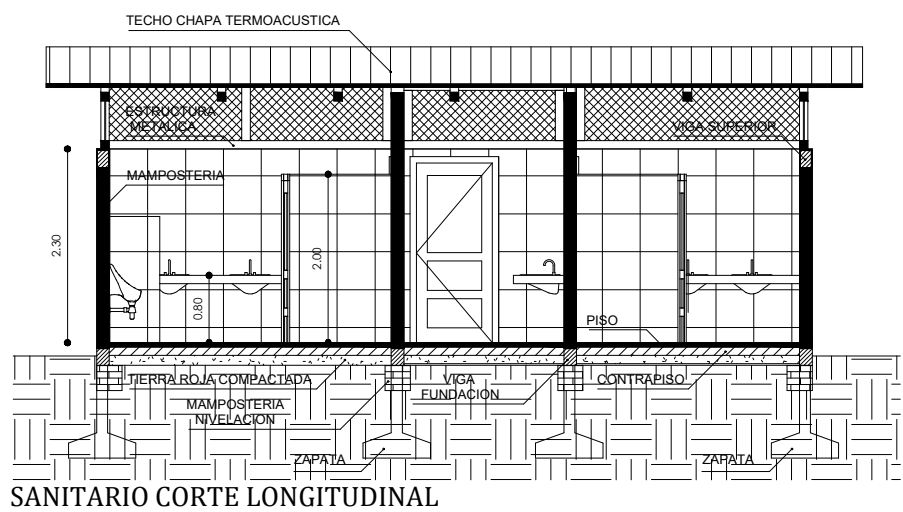 TECHO CHAPA TERMOACUSTICA
ESTRUCTURA
METALICA
VIGA SUPERIOR
MAMPOSTERIA
2.30
2.00
0.80
PISO
TIERRA ROJA COMPACTADA
VIGA
FUNDACION
CONTRAPISO
MAMPOSTERIA
NIVELACION
ZAPATA
ZAPATA
SANITARIO CORTE LONGITUDINAL